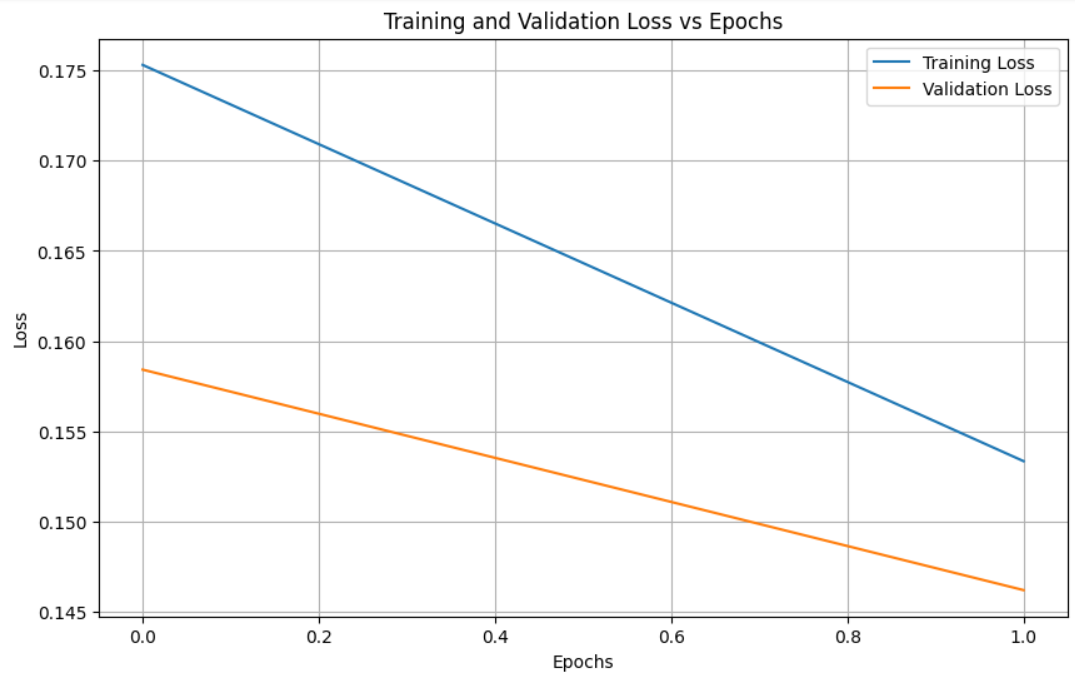 Training and Validation Loss vs Epochs
Training Loss
Validation Loss
0.175
0.170
0.165
0.160
0.155
0.150
0.145
Loss
0.0 0.2 0.4 0.6 0.8 1.0
Epochs